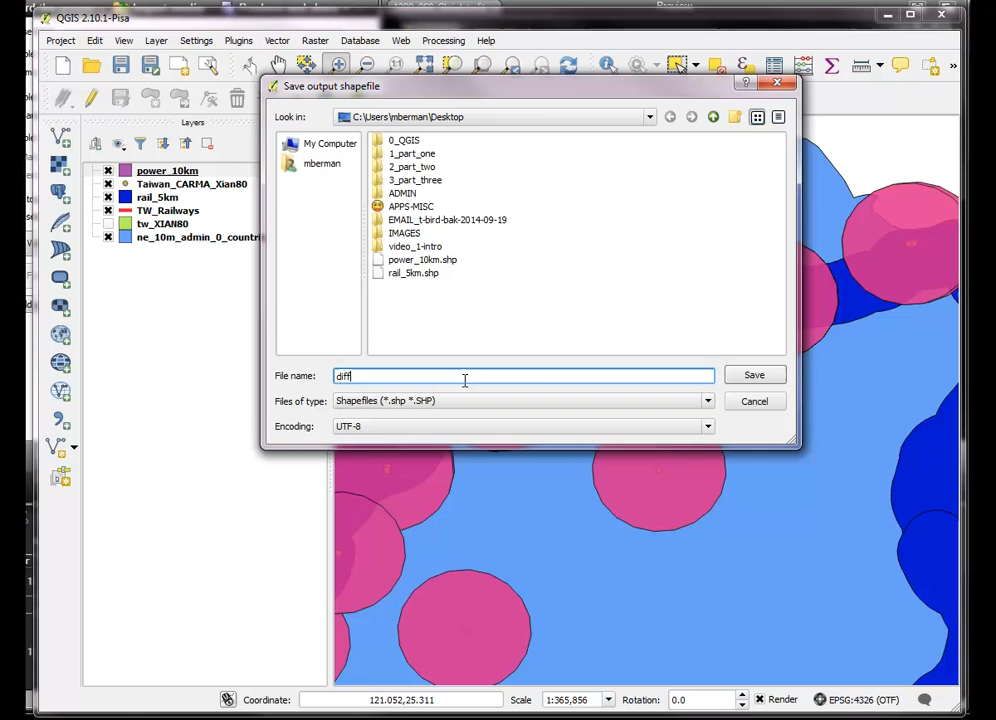 QGIS 2.10.1-Pisa
Project Edit View Layer Settings Plugins Vector Raster Database Web Processing Help
Save output shapefile
Look in: C:\Users\mberman\Desktop
Layers
power_10km
Taiwan_CARMA_Xian80
rail_5km
TW_Railways
tw_XIAN80
ne_10m_admin_0_countri
My Computer
mberman
0_QGIS
1_part_one
2_part_two
3_part_three
ADMIN
APPS-MISC
EMAIL_t-bird-bak-2014-09-19
IMAGES
video_1-intro
power_10km.shp
rail_5km.shp
File name: diff Save
Files of type: Shapefiles (*.shp *.SHP) Cancel
Encoding: UTF-8
Coordinate: 121.052,25.311 Scale 1:365,856 Rotation: 0.0 Render EPSG:4326 (OTF)